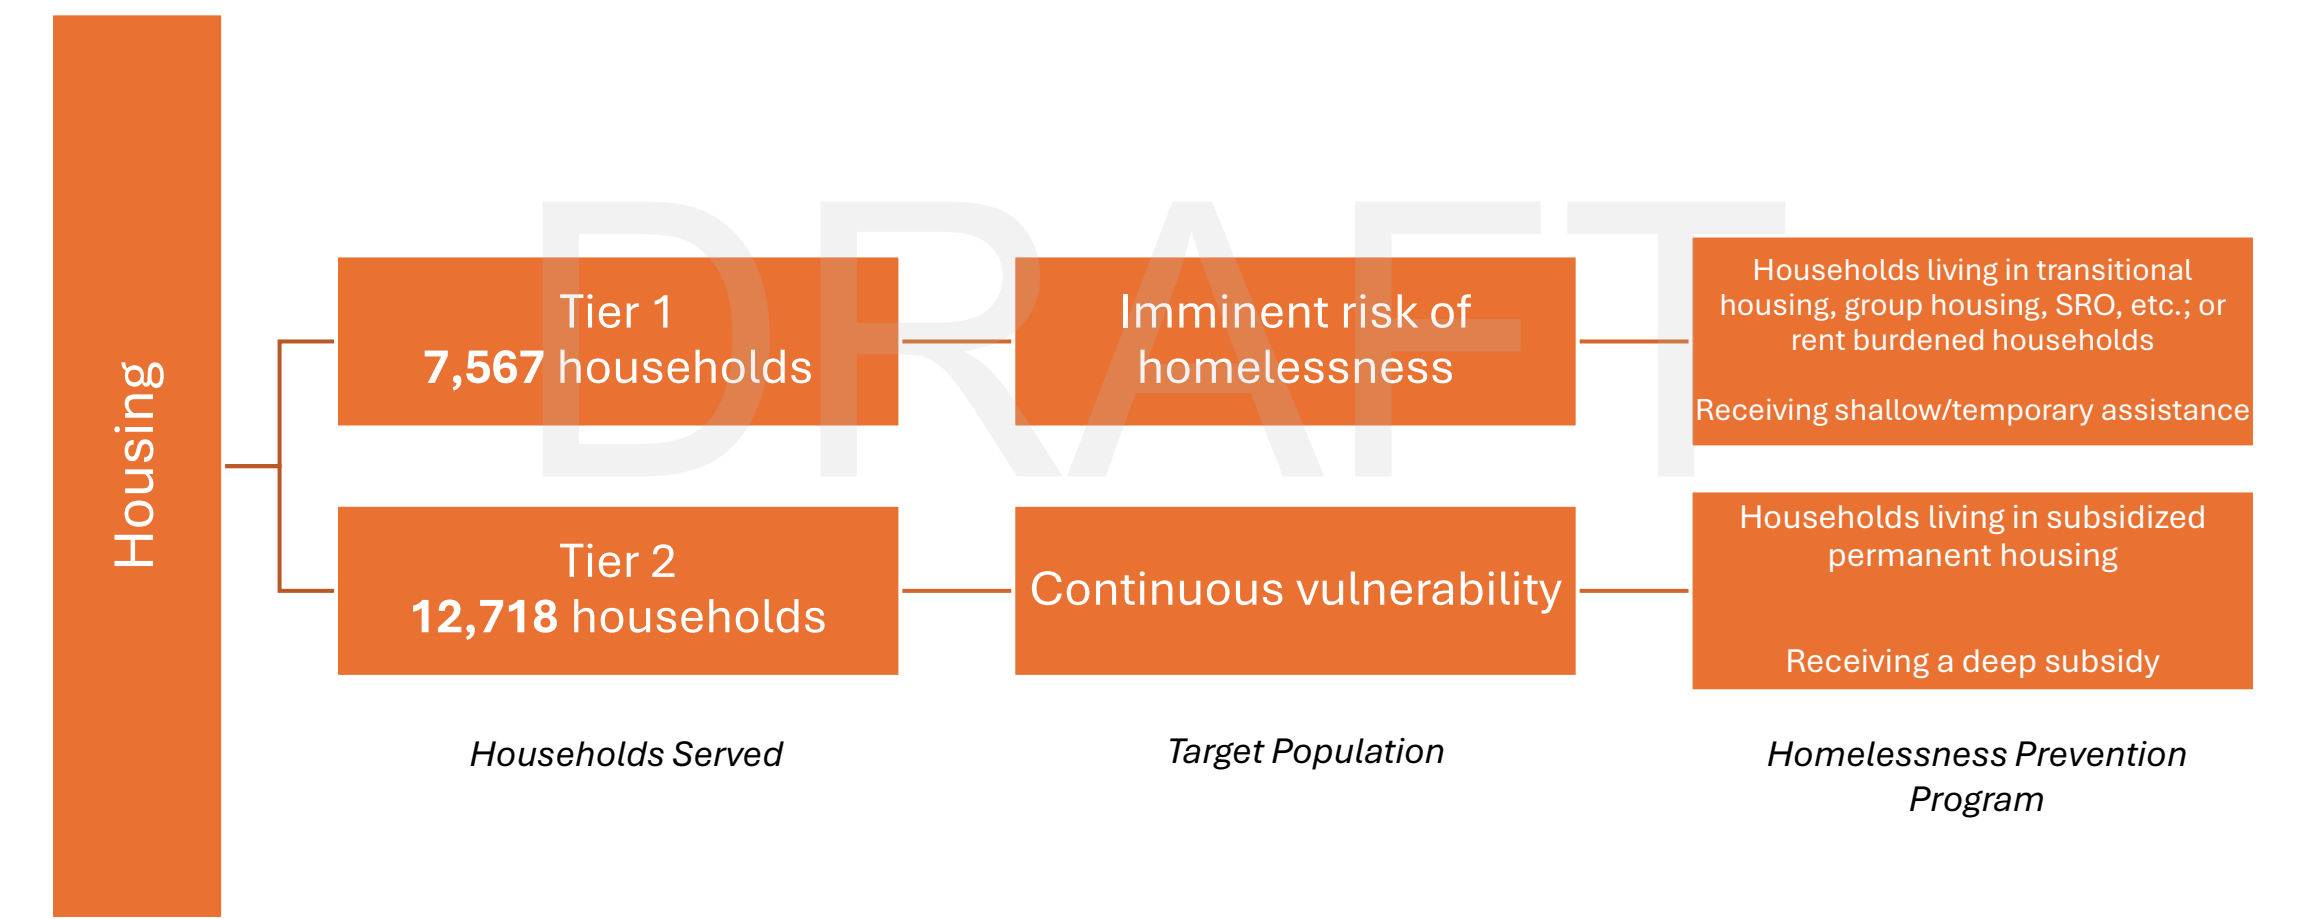 Housing
Tier 1
7,567 households
Imminent risk of
homelessness
Households living in transitional
housing, group housing, SRO, etc.; or
rent burdened households
Receiving shallow/temporary assistance
Tier 2
12,718 households
Continuous vulnerability
Households living in subsidized
permanent housing
Receiving a deep subsidy
Households Served
Target Population
Homelessness Prevention
Program
DRAFT